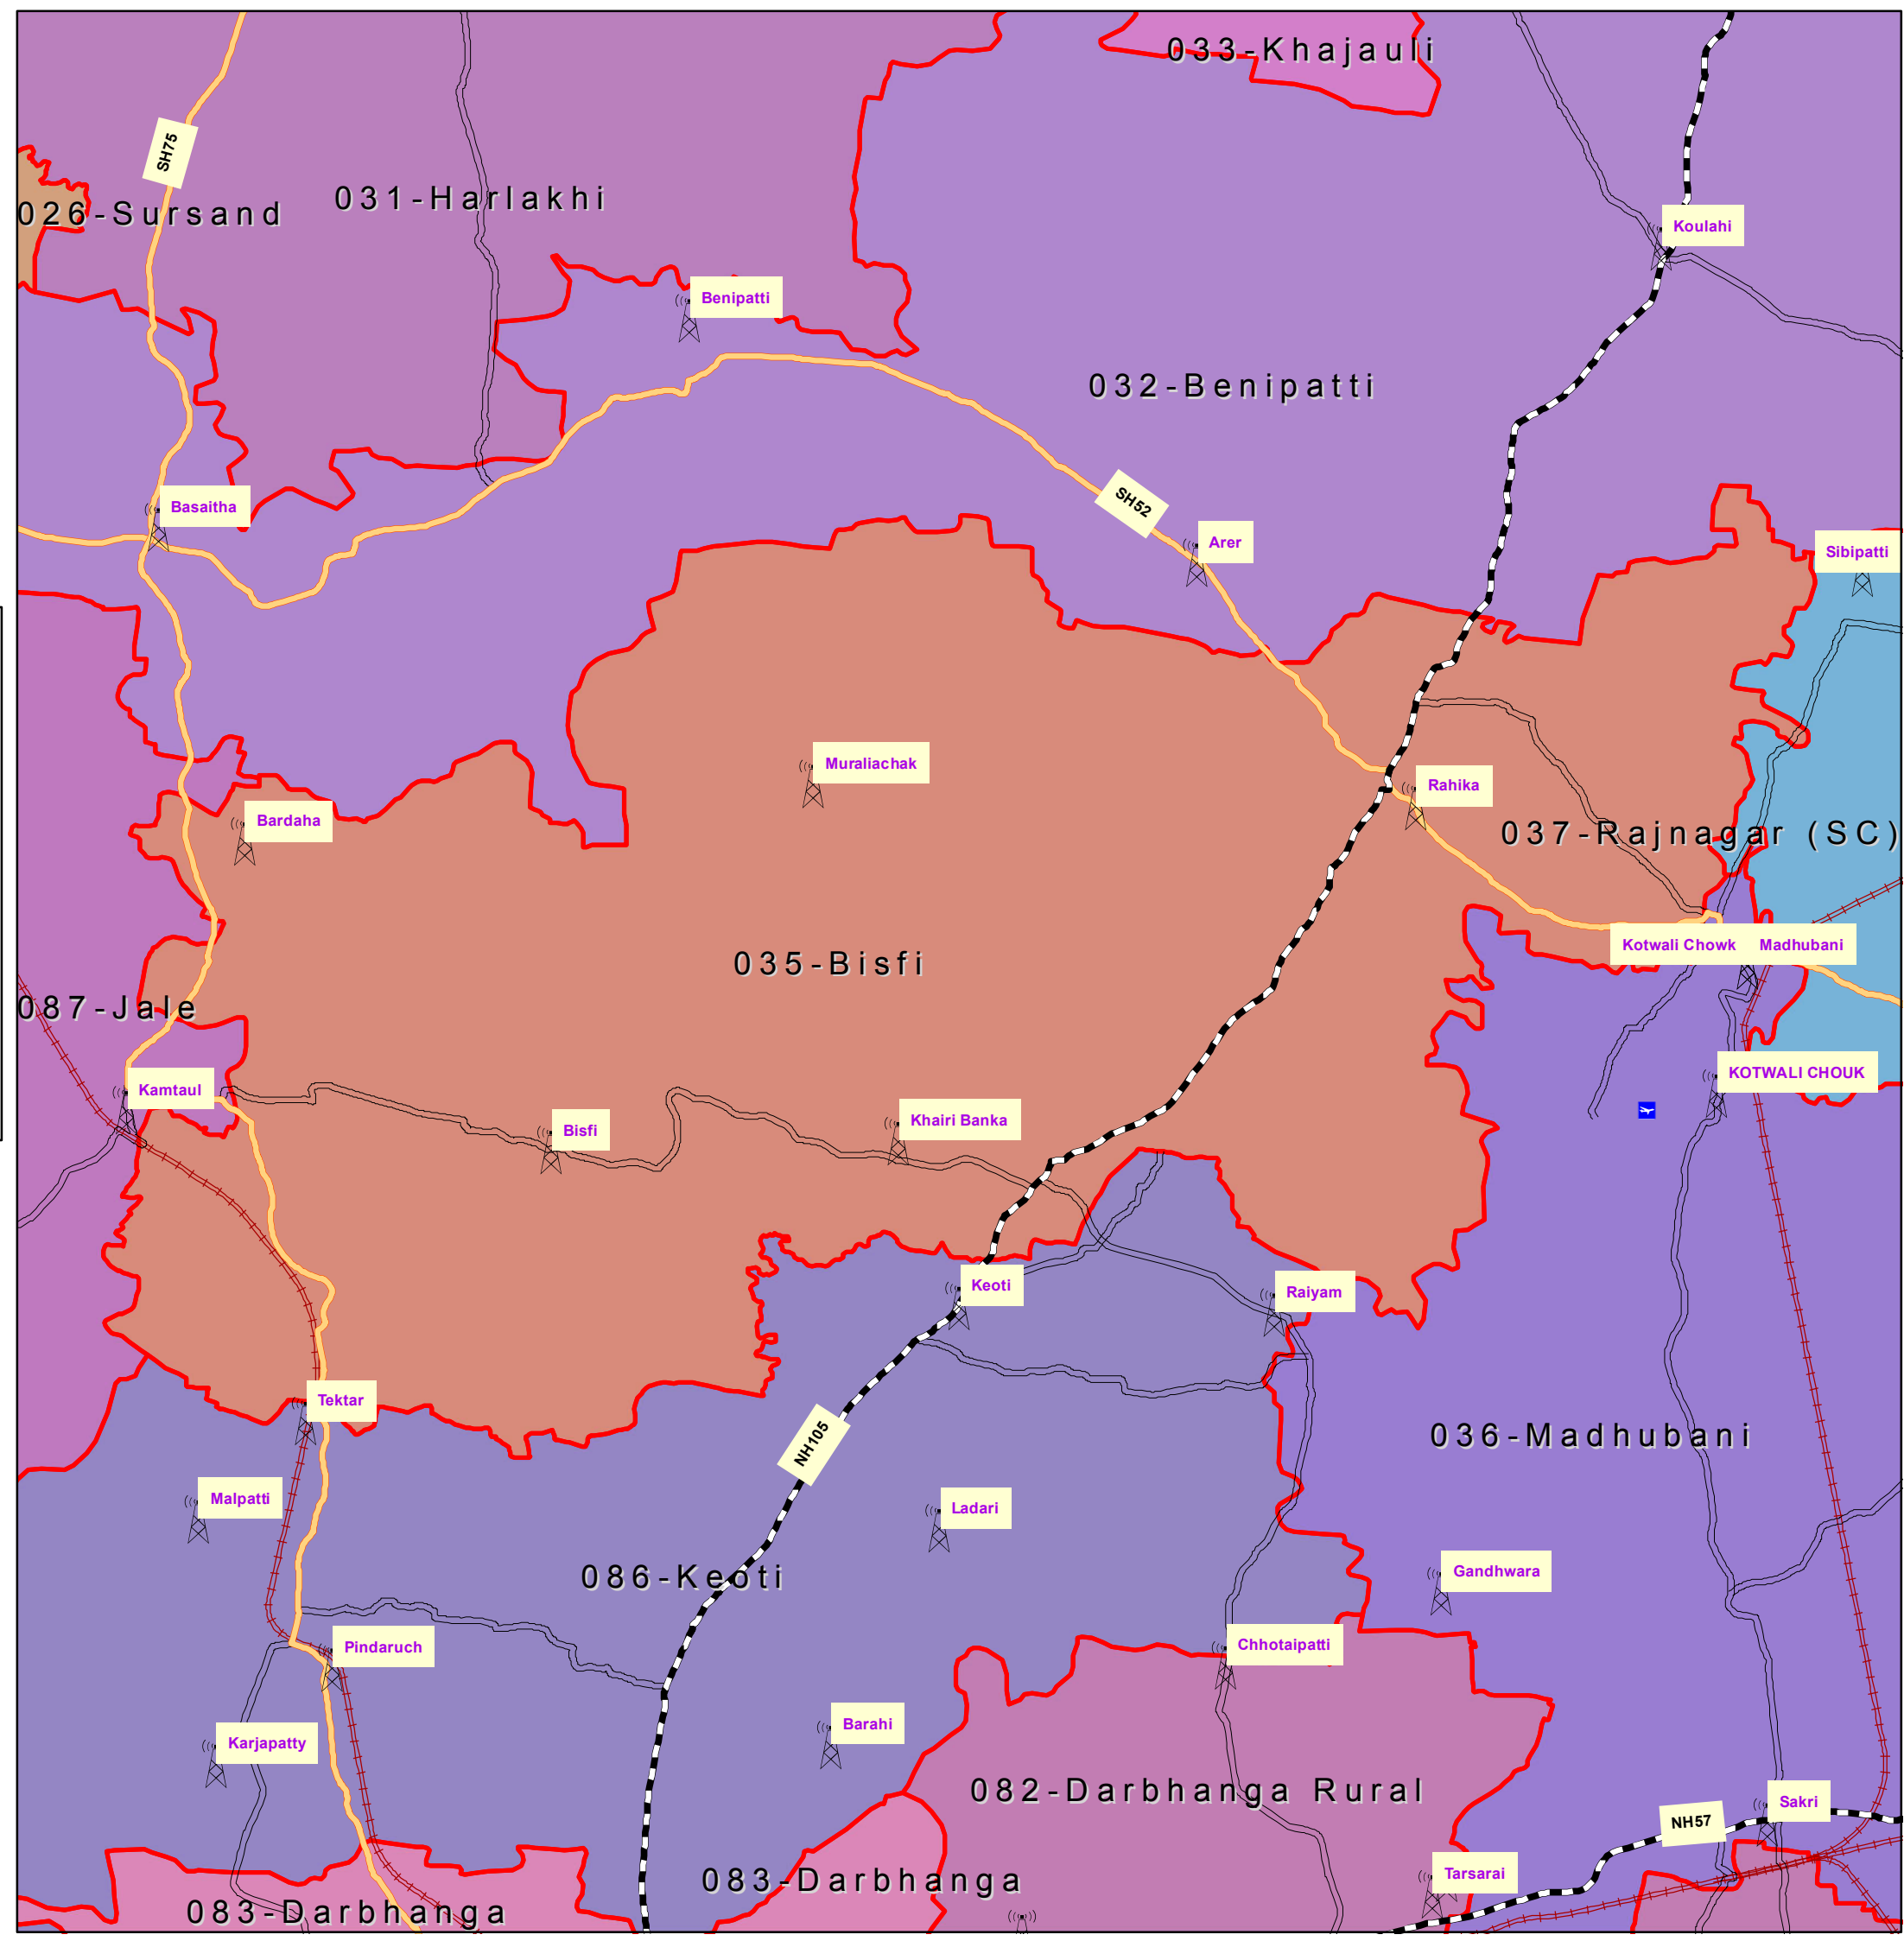 033-Khajauli
SH75
031-Harlakhi
026-Sursand
Koulahi
Benipatti
032-Benipatti
SH52
Basaitha
Arer
Sibipatti
Muraliachak
Rahika
Bardaha
037-Rajnagar (SC)
Kotwali Chowk
Madhubani
035-Bisfi
087-Jale
KOTWALI CHOUK
Kamtaul
Khairi Banka
Bisfi
Keoti
Raiyam
Tektar
036-Madhubani
NH105
Malpatti
Ladari
Gandhwara
086-Keoti
Chhotaipatti
Pindaruch
Barahi
Karjapatty
082-Darbhanga Rural
Sakri
NH57
Tarsarai
083-Darbhanga
083-Darbhanga